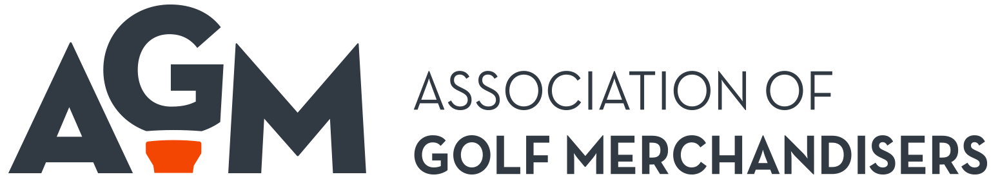 AGM
ASSOCIATION OF
GOLF MERCHANDISERS